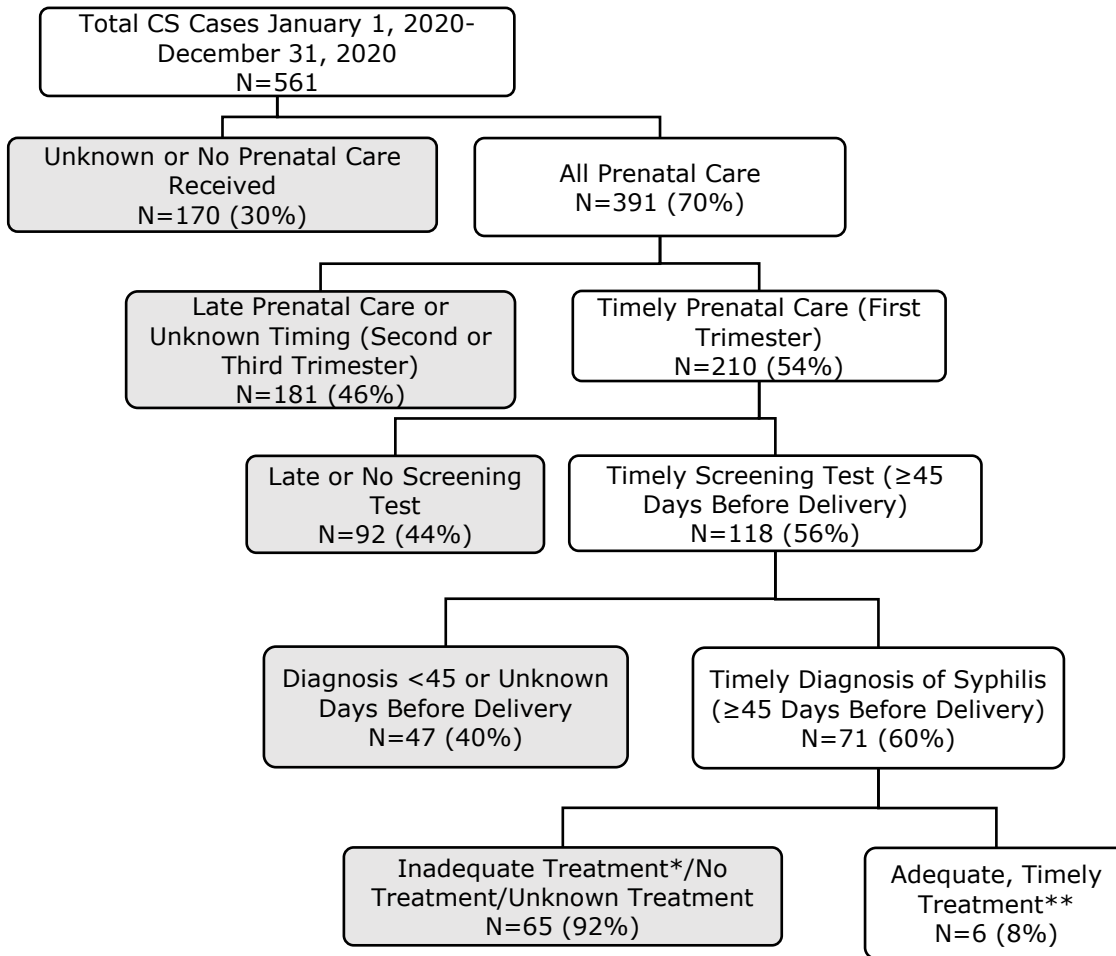 Total CS Cases January 1, 2020-
December 31, 2020
N=561
Unknown or No Prenatal Care
Received
N=170 (30%)
All Prenatal Care
N=391 (70%)
Late Prenatal Care or
Unknown Timing (Second or
Third Trimester)
N=181 (46%)
Timely Prenatal Care (First
Trimester)
N=210 (54%)
Late or No Screening
Test
N=92 (44%)
Timely Screening Test (≥45
Days Before Delivery)
N=118 (56%)
Diagnosis <45 or Unknown
Days Before Delivery
N=47 (40%)
Timely Diagnosis of Syphilis
(≥45 Days Before Delivery)
N=71 (60%)
Inadequate Treatment*/No
Treatment/Unknown Treatment
N=65 (92%)
Adequate, Timely
Treatment**
N=6 (8%)